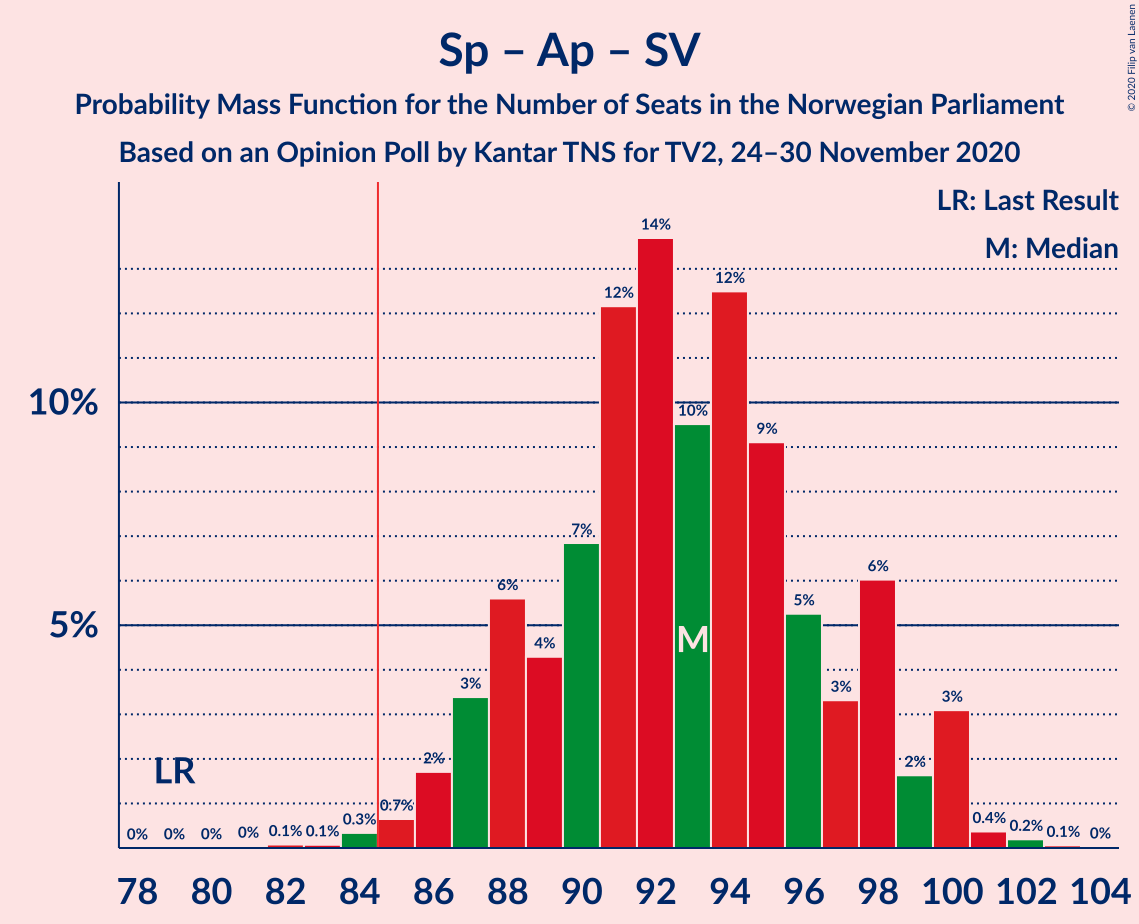 Sp – Ap – SV
Probability Mass Function for the Number of Seats in the Norwegian Parliament
Based on an Opinion Poll by Kantar TNS for TV2, 24–30 November 2020
© 2020 Filip van Laenen
LR: Last Result
M: Median
10%
5%
LR
M
0% 0% 0% 0% 0.1% 0.1% 0.3% 0.7% 2% 3% 6% 4% 7% 12% 14% 10% 12% 9% 5% 3% 6% 2% 3% 0.4% 0.2% 0.1% 0%
78 80 82 84 86 88 90 92 94 96 98 100 102 104